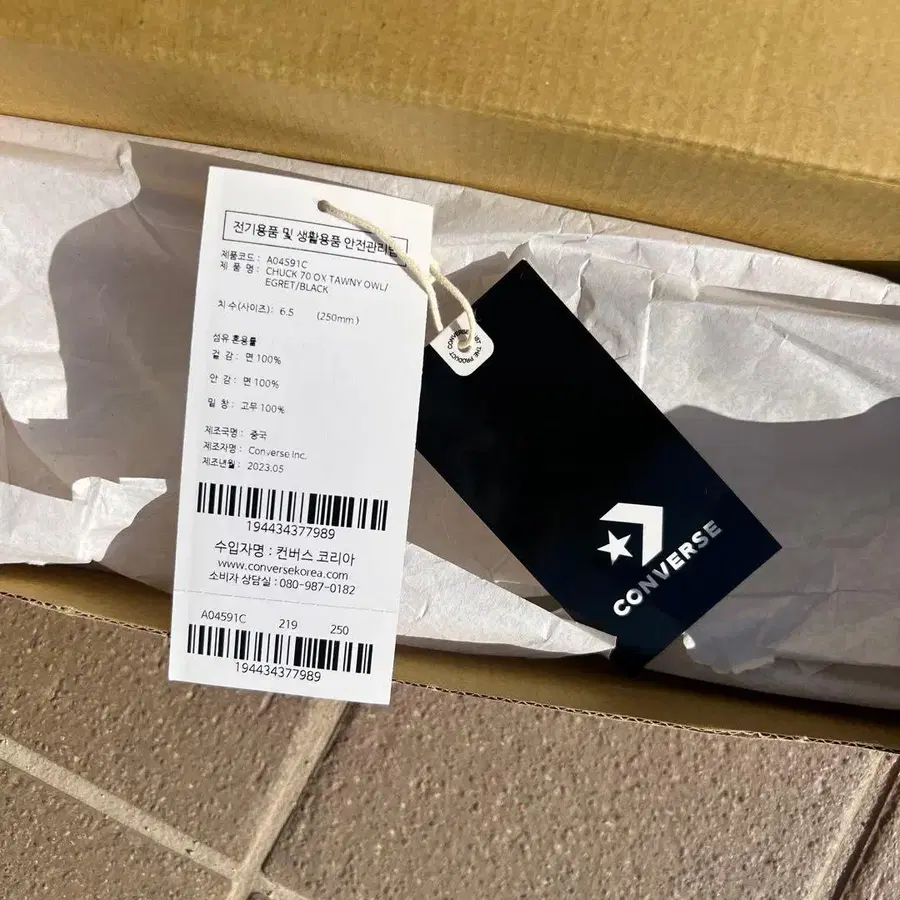 전기용품 및 생활용품 안전관리법
제품코드 : A04591C
제 품 명 : CHUCK 70 OX TAWNY OWL/
EGRET/BLACK
치 수(사이즈) : 6.5 (250mm)
섬유 혼용률
겉 감 : 면 100%
안 감 : 면 100%
밑 창 : 고무 100%
제조국명 : 중국
제조자명 : Converse Inc.
제조년월 : 2023.05
194434377989
수입자명 : 컨버스 코리아
www.conversekorea.com
소비자 상담실 : 080-987-0182
A04591C 219 250
194434377989
CONVERSE
THE PRODUCT
CONVERSE